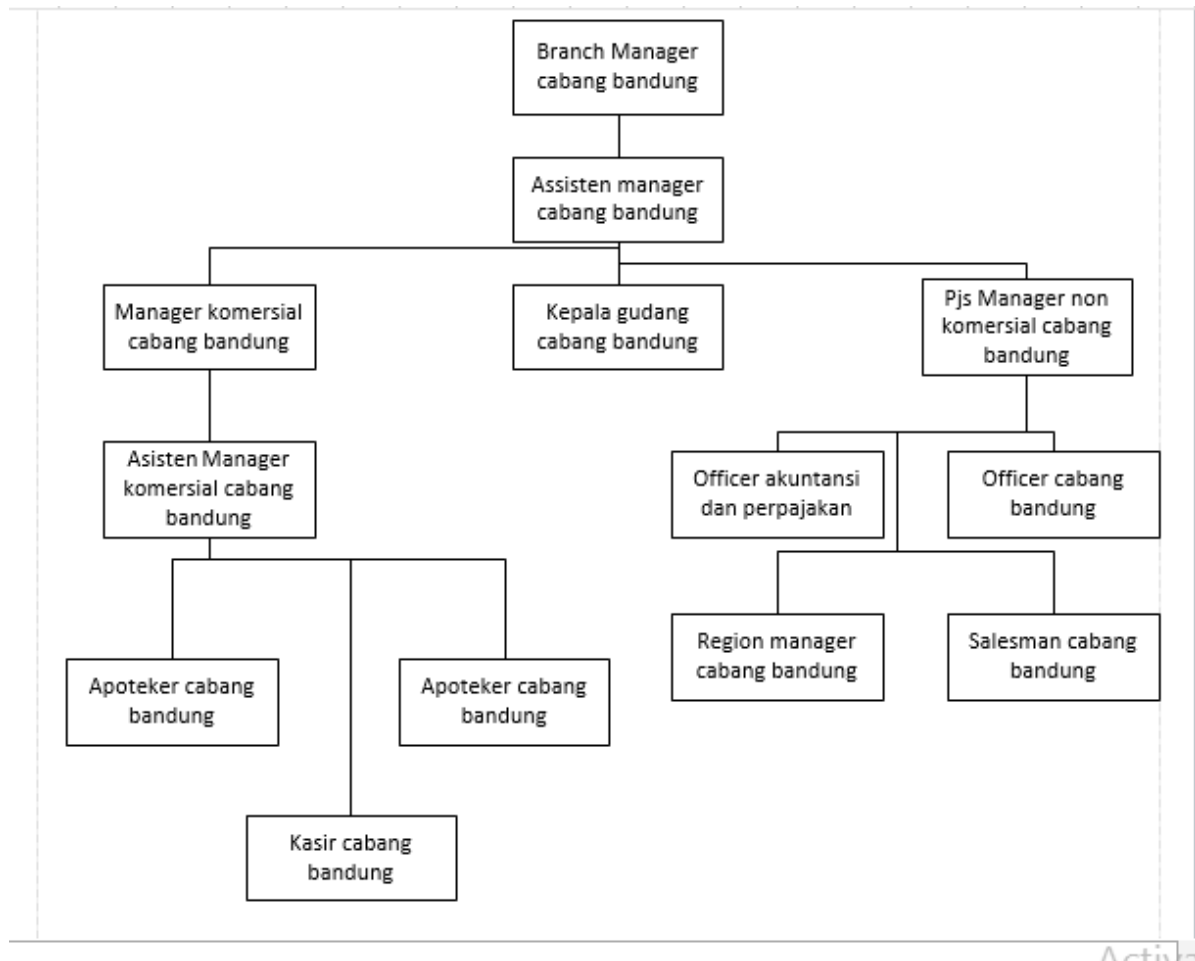 Branch Manager
cabang bandung
Assisten manager
cabang bandung
Manager komersial
cabang bandung
Kepala gudang
cabang bandung
Pjs Manager non
komersial cabang
bandung
Asisten Manager
komersial cabang
bandung
Officer akuntansi
dan perpajakan
Officer cabang
bandung
Region manager
cabang bandung
Salesman cabang
bandung
Apoteker cabang
bandung
Apoteker cabang
bandung
Kasir cabang
bandung